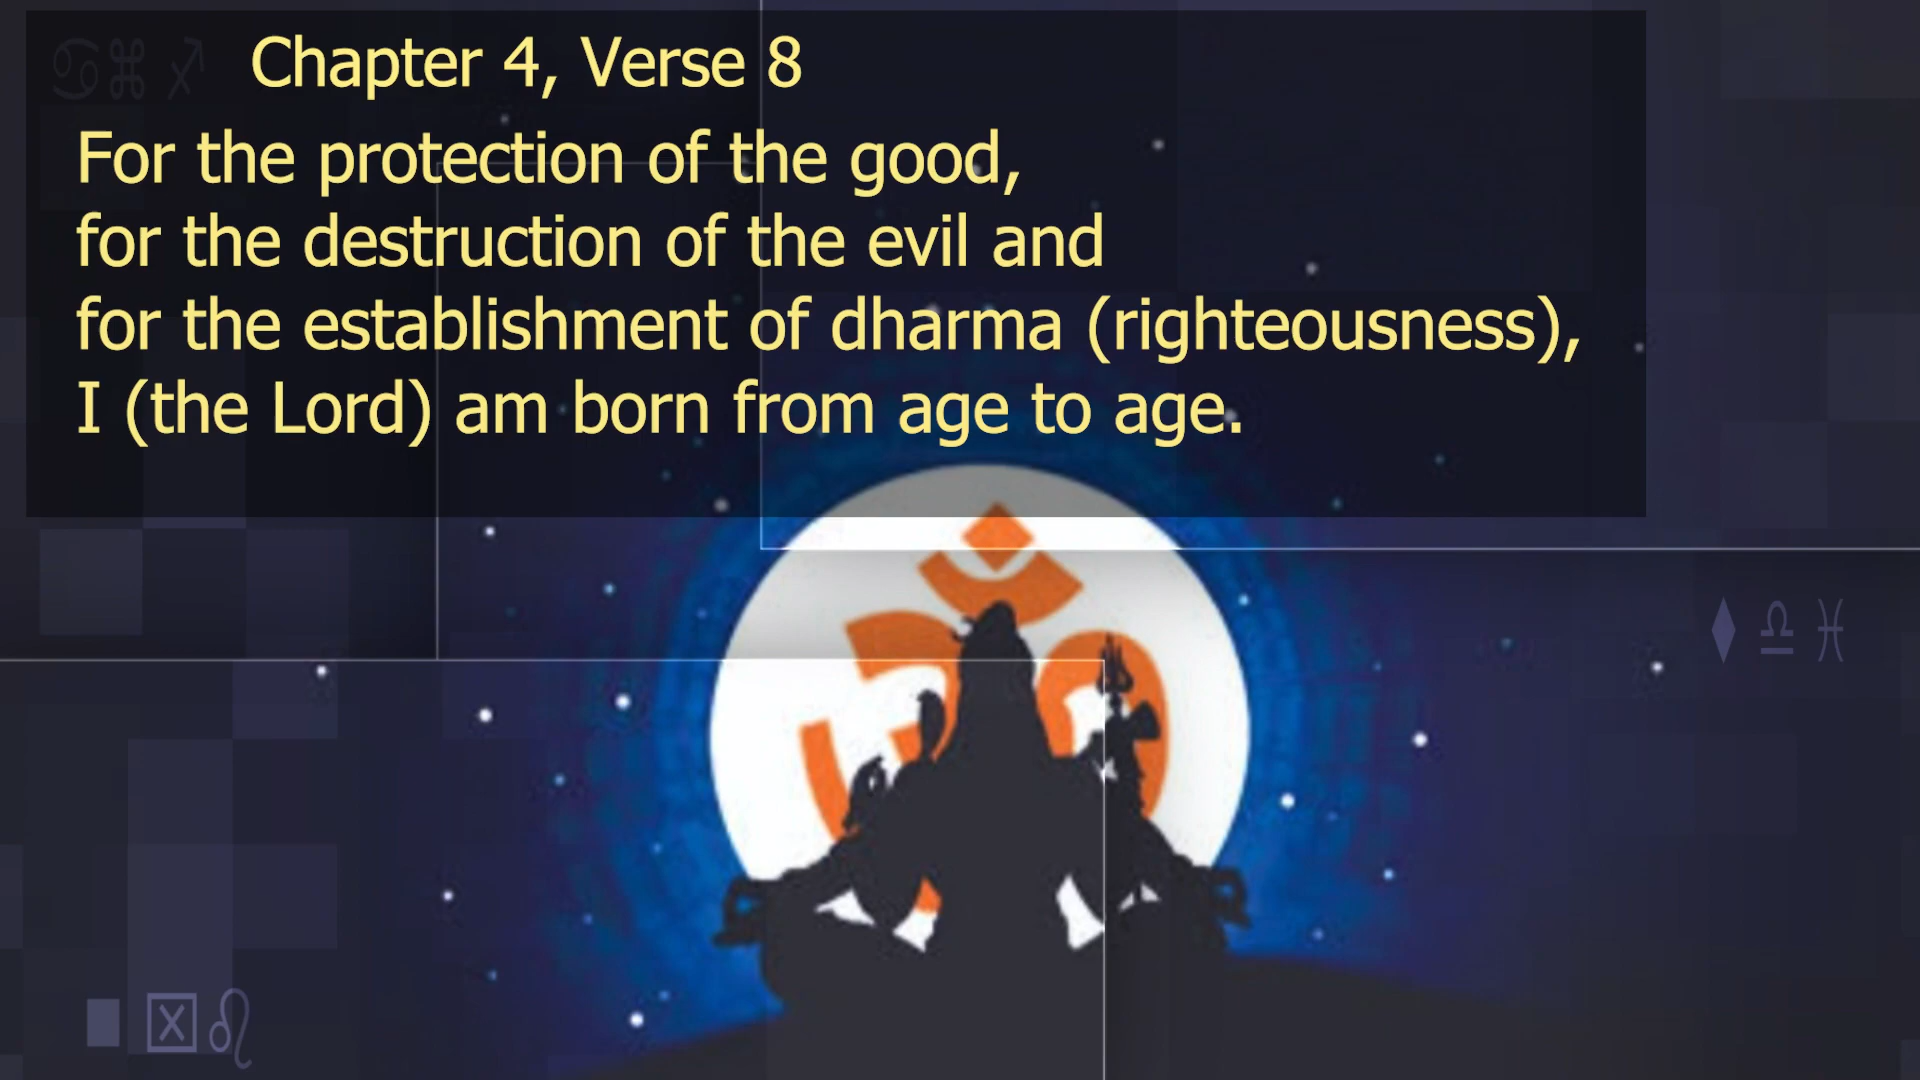 ♋⌘♐
Chapter 4, Verse 8
For the protection of the good,
for the destruction of the evil and
for the establishment of dharma (righteousness),
I (the Lord) am born from age to age.
ॐ
⬧♎♓
■☒♌